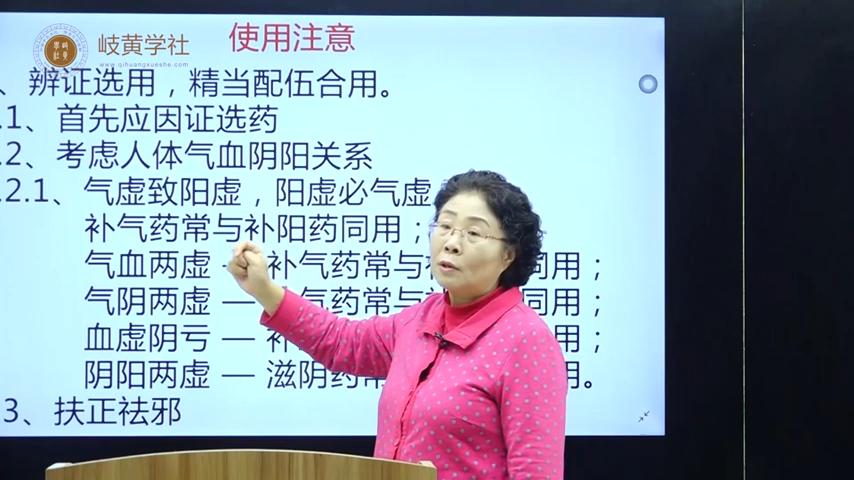 岐黄学社
www.qihuangxueshe.com
使用注意
、辨证选用，精当配伍合用。
.1、首先应因证选药
.2、考虑人体气血阴阳关系
.2.1、气虚致阳虚，阳虚必气虚
补气药常与补阳药同用；
气血两虚 — 补气药常与 同用；
气阴两虚 — 气药常与 同用；
血虚阴亏 — 补 用；
阴阳两虚 — 滋阴药常 用。
3、扶正祛邪